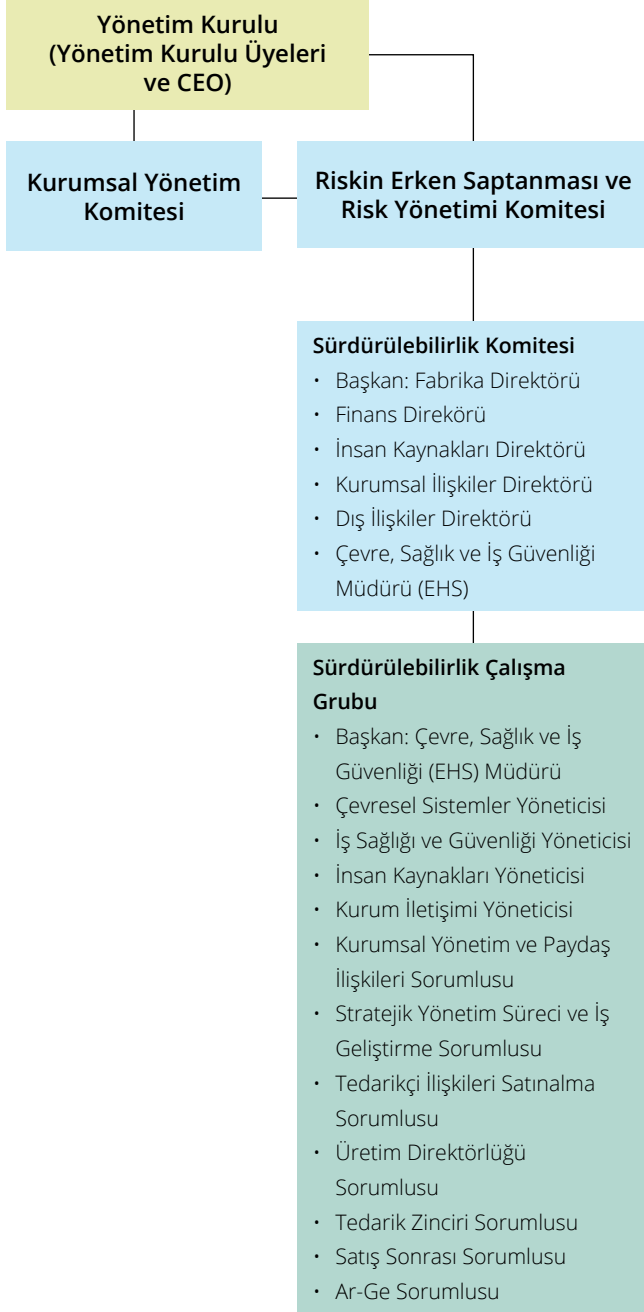 Yönetim Kurulu
(Yönetim Kurulu Üyeleri
ve CEO)
Kurumsal Yönetim
Komitesi
Riskin Erken Saptanması ve
Risk Yönetimi Komitesi
Sürdürülebilirlik Komitesi
• Başkan: Fabrika Direktörü
• Finans Direkörü
• İnsan Kaynakları Direktörü
• Kurumsal İlişkiler Direktörü
• Dış İlişkiler Direktörü
• Çevre, Sağlık ve İş Güvenliği
Müdürü (EHS)
Sürdürülebilirlik Çalışma
Grubu
• Başkan: Çevre, Sağlık ve İş
Güvenliği (EHS) Müdürü
• Çevresel Sistemler Yöneticisi
• İş Sağlığı ve Güvenliği Yöneticisi
• İnsan Kaynakları Yöneticisi
• Kurum İletişimi Yöneticisi
• Kurumsal Yönetim ve Paydaş
İlişkileri Sorumlusu
• Stratejik Yönetim Süreci ve İş
Geliştirme Sorumlusu
• Tedarikçi İlişkileri Satınalma
Sorumlusu
• Üretim Direktörlüğü
Sorumlusu
• Tedarik Zinciri Sorumlusu
• Satış Sonrası Sorumlusu
• Ar-Ge Sorumlusu